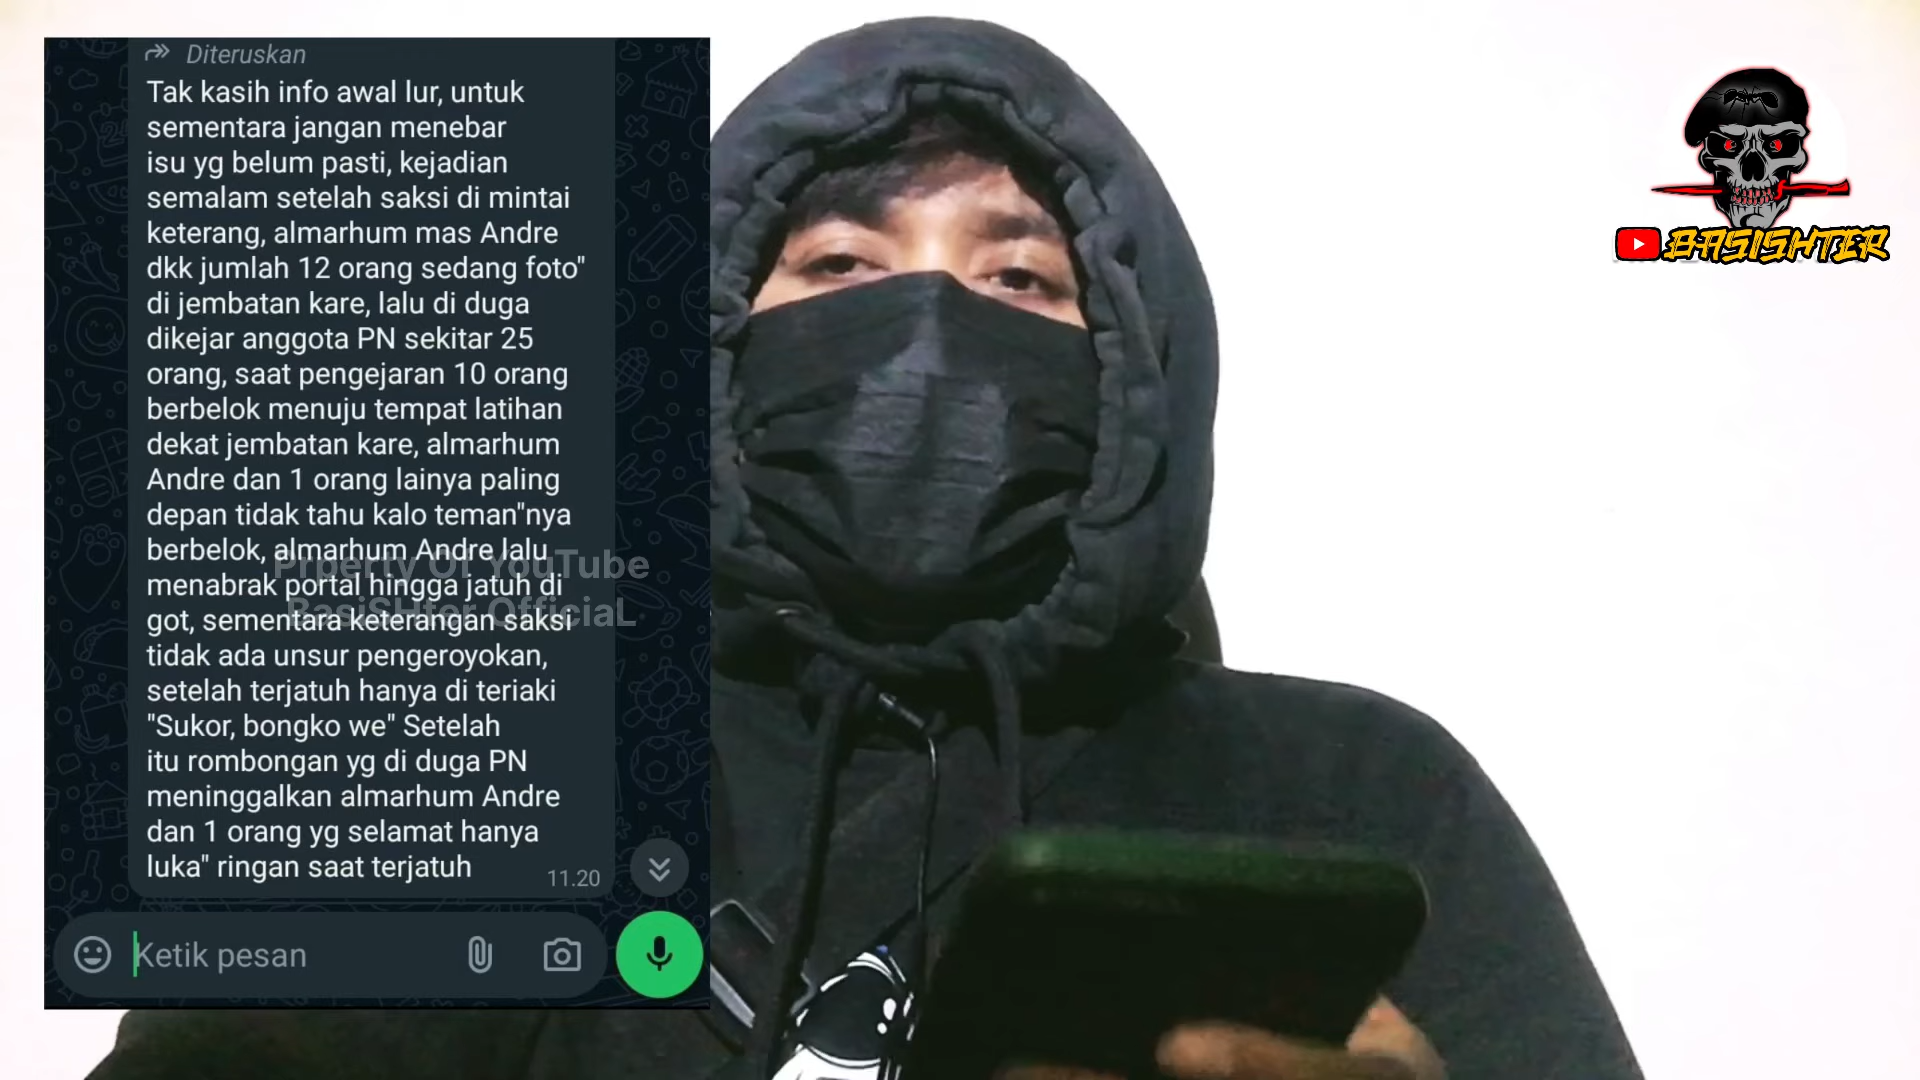 Diteruskan
Tak kasih info awal lur, untuk
sementara jangan menebar
isu yg belum pasti, kejadian
semalam setelah saksi di mintai
keterang, almarhum mas Andre
dkk jumlah 12 orang sedang foto"
di jembatan kare, lalu di duga
dikejar anggota PN sekitar 25
orang, saat pengejaran 10 orang
berbelok menuju tempat latihan
dekat jembatan kare, almarhum
Andre dan 1 orang lainya paling
depan tidak tahu kalo teman"nya
berbelok, almarhum Andre lalu
menabrak portal hingga jatuh di
got, sementara keterangan saksi
tidak ada unsur pengeroyokan,
setelah terjatuh hanya di teriaki
"Sukor, bongko we" Setelah
itu rombongan yg di duga PN
meninggalkan almarhum Andre
dan 1 orang yg selamat hanya
luka" ringan saat terjatuh
11.20
Ketik pesan
Prperty Of YouTube
BasiSHter OfficiaL
BASISHTER